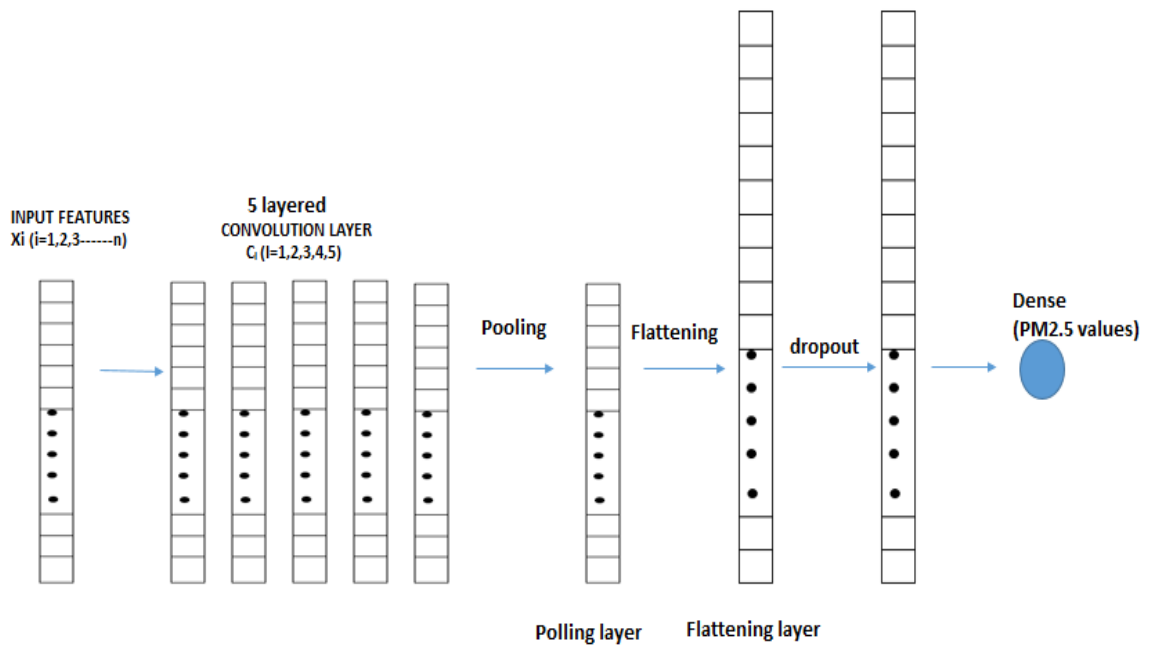 INPUT FEATURES
Xi (i=1,2,3------n)
5 layered
CONVOLUTION LAYER
Cᵢ (I=1,2,3,4,5)
Pooling
Flattening
dropout
Dense
(PM2.5 values)
Polling layer
Flattening layer